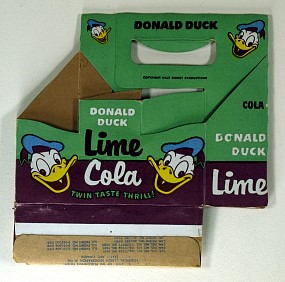 DONALD DUCK
COPYRIGHT WALT DISNEY PRODUCTIONS
COLA
DONALD
DUCK
Lime
Cola
TWIN TASTE THRILL!
DONALD
DUCK
Lime